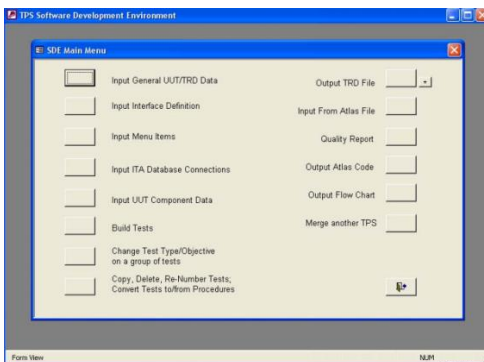 TPS Software Development Environment
SDE Main Menu
Input General UUT/TRD Data
Input Interface Definition
Input Menu Items
Input ITA Database Connections
Input UUT Component Data
Build Tests
Change Test Type/Objective
on a group of tests
Copy, Delete, Re-Number Tests;
Convert Tests to/from Procedures
Output TRD File
Input From Atlas File
Quality Report
Output Atlas Code
Output Flow Chart
Merge another TPS
Form View
NUM